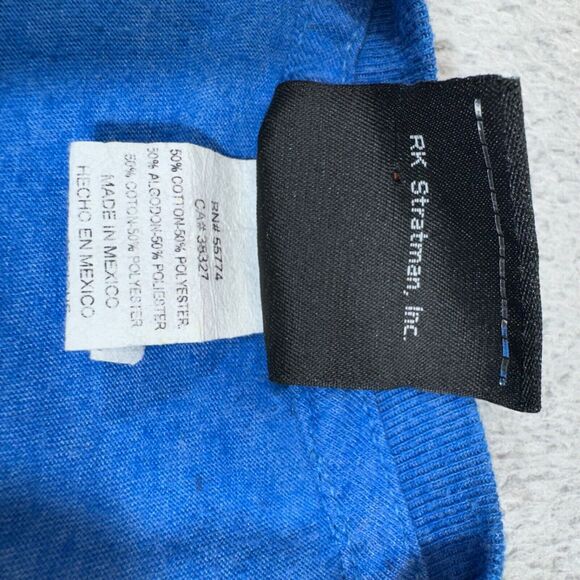 RK Stratman, Inc.
RN# 55774
CA# 38327
50% COTTON-50% POLYESTER.
50% ALGODON-50% POLIESTER
50% COTON-50% POLYESTER
MADE IN MEXICO
HECHO EN MEXICO